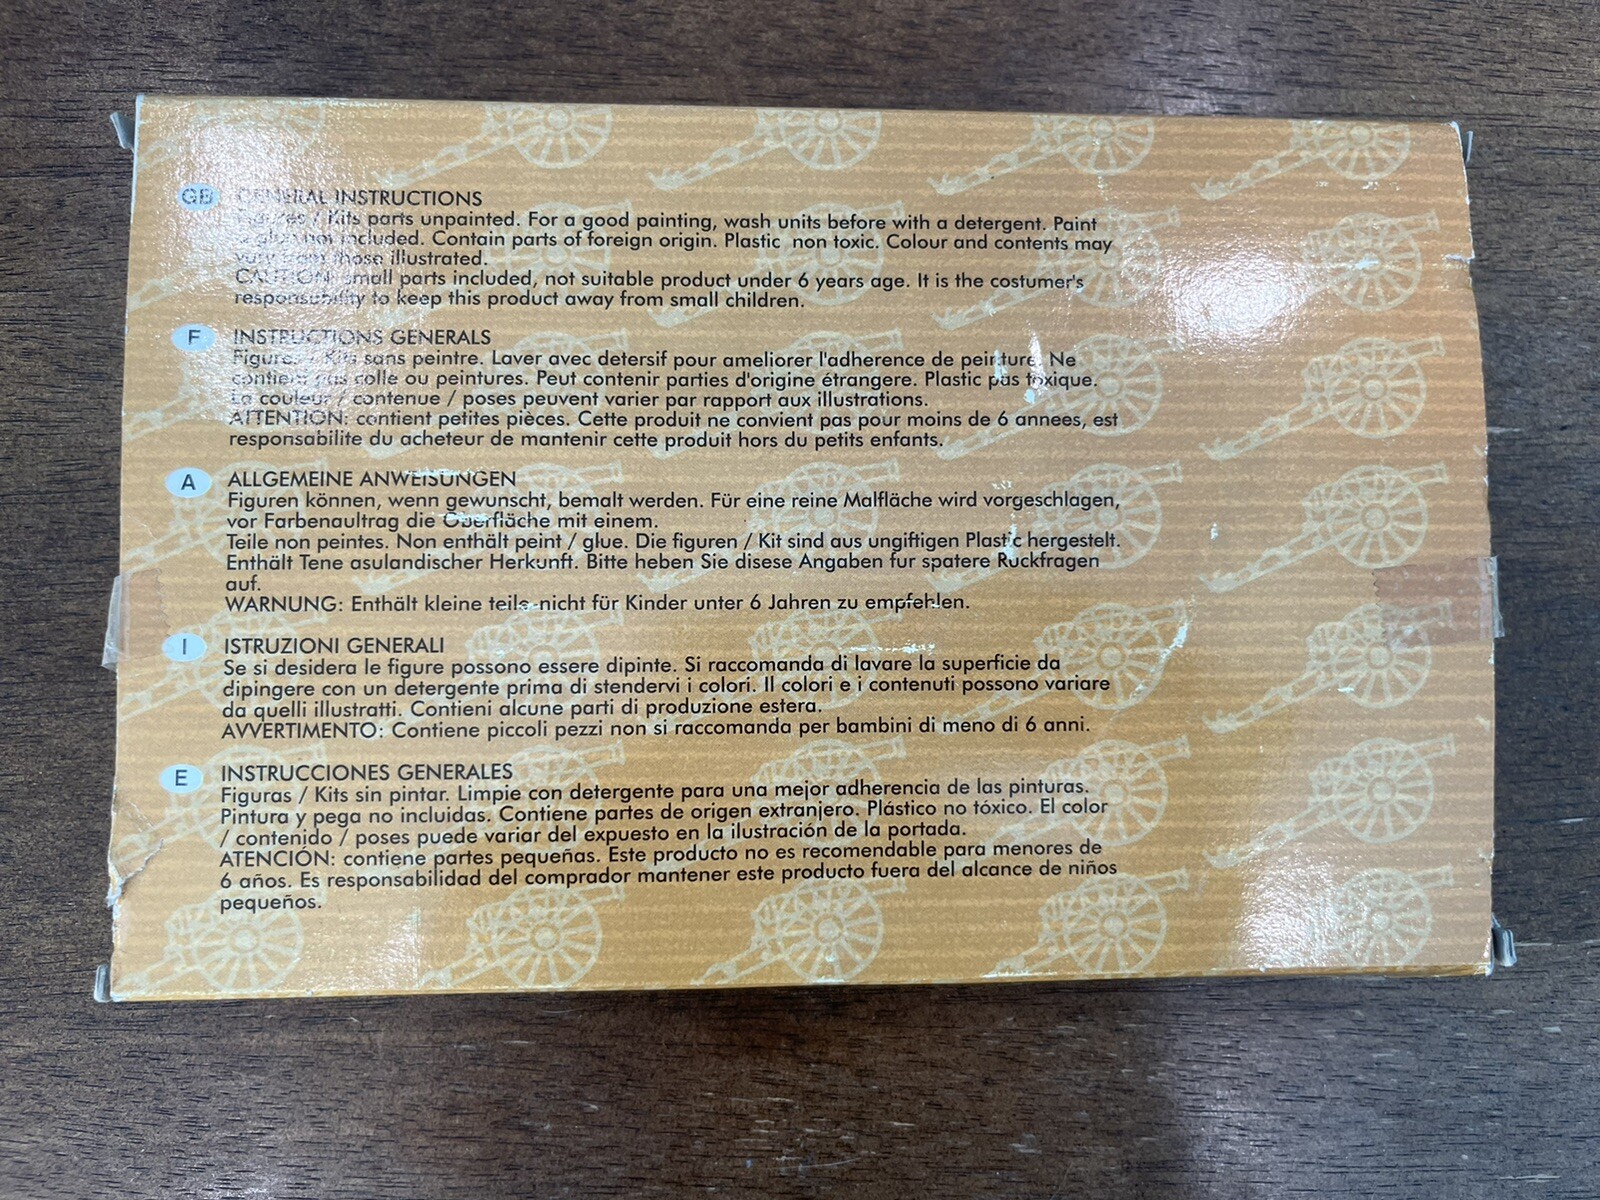 GB GENERAL INSTRUCTIONS
Figures / Kits parts unpainted. For a good painting, wash units before with a detergent. Paint
& glue not included. Contain parts of foreign origin. Plastic non toxic. Colour and contents may
vary from those illustrated.
CAUTION: small parts included, not suitable product under 6 years age. It is the costumer's
responsability to keep this product away from small children.
F INSTRUCTIONS GENERALS
Figures / Kits sans peintre. Laver avec detersif pour ameliorer l'adherence de peinture. Ne
contient pas colle ou peintures. Peut contenir parties d'origine étrangere. Plastic pas toxique.
La couleur / contenue / poses peuvent varier par rapport aux illustrations.
ATTENTION: contient petites pièces. Cette produit ne convient pas pour moins de 6 annees, est
responsabilite du acheteur de mantenir cette produit hors du petits enfants.
A ALLGEMEINE ANWEISUNGEN
Figuren können, wenn gewunscht, bemalt werden. Für eine reine Malfläche wird vorgeschlagen,
vor Farbenaultrag die Oberfläche mit einem.
Teile non peintes. Non enthält peint / glue. Die figuren / Kit sind aus ungiftigen Plastic hergestelt.
Enthält Tene asulandischer Herkunft. Bitte heben Sie disese Angaben fur spatere Ruckfragen
auf.
WARNUNG: Enthält kleine teile-nicht für Kinder unter 6 Jahren zu empfehlen.
I ISTRUZIONI GENERALI
Se si desidera le figure possono essere dipinte. Si raccomanda di lavare la superficie da
dipingere con un detergente prima di stendervi i colori. Il colori e i contenuti possono variare
da quelli illustratti. Contieni alcune parti di produzione estera.
AVVERTIMENTO: Contiene piccoli pezzi non si raccomanda per bambini di meno di 6 anni.
E INSTRUCCIONES GENERALES
Figuras / Kits sin pintar. Limpie con detergente para una mejor adherencia de las pinturas.
Pintura y pega no incluidas. Contiene partes de origen extranjero. Plástico no tóxico. El color
/ contenido / poses puede variar del expuesto en la ilustración de la portada.
ATENCIÓN: contiene partes pequeñas. Este producto no es recomendable para menores de
6 años. Es responsabilidad del comprador mantener este producto fuera del alcance de niños
pequeños.